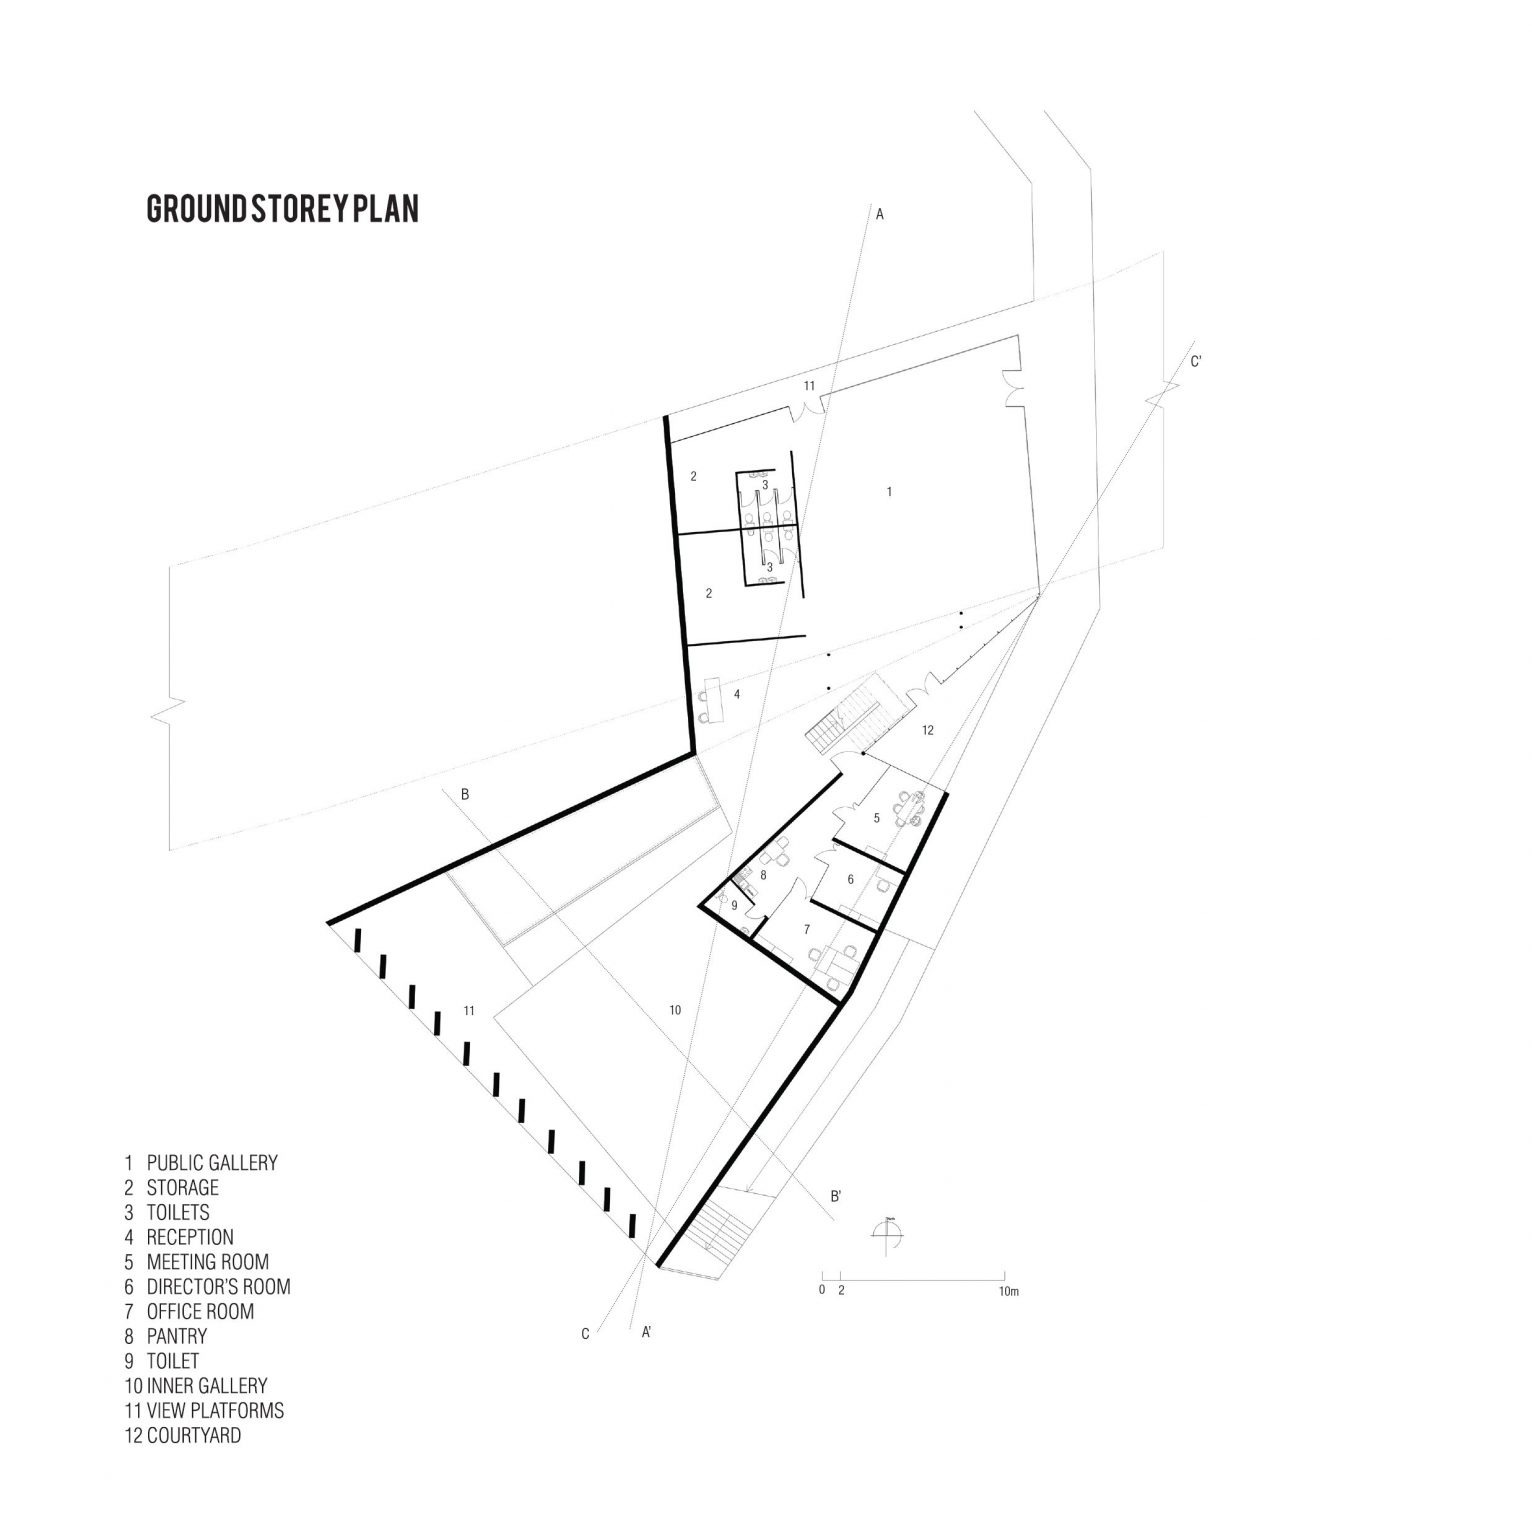 GROUND STOREY PLAN
A
C'
11
2
3
1
3
2
4
12
B
5
8
6
9
7
11
10
B'
0 2 10m
C
A'
1 PUBLIC GALLERY
2 STORAGE
3 TOILETS
4 RECEPTION
5 MEETING ROOM
6 DIRECTOR'S ROOM
7 OFFICE ROOM
8 PANTRY
9 TOILET
10 INNER GALLERY
11 VIEW PLATFORMS
12 COURTYARD